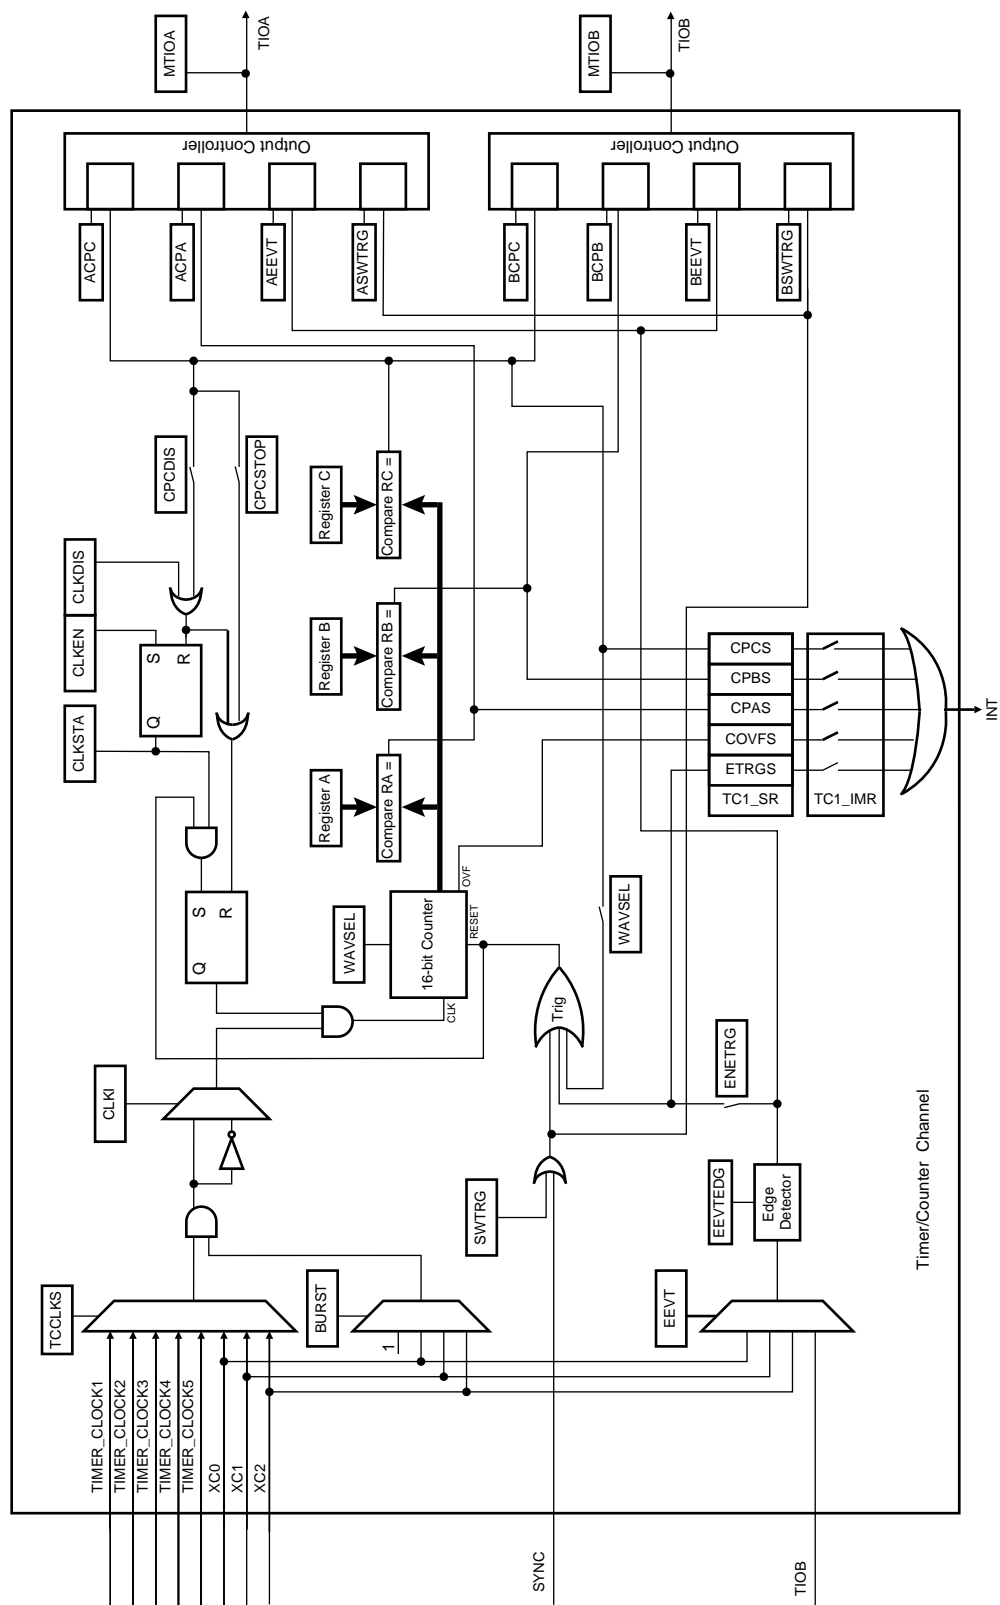 TCCLKS
TIMER_CLOCK1
TIMER_CLOCK2
TIMER_CLOCK3
TIMER_CLOCK4
TIMER_CLOCK5
XC0
XC1
XC2
CLKI
BURST
1
CLKSTA
CLKEN
CLKDIS
Q
S
R
Q
S
R
CPCDIS
CPCSTOP
WAVSEL
16-bit Counter
CLK
RESET
OVF
Register A
Register B
Register C
Compare RA =
Compare RB =
Compare RC =
SYNC
SWTRG
Trig
WAVSEL
TIOB
EEVT
EEVTEDG
Edge
Detector
ENETRG
ETRGS
COVFS
CPAS
CPBS
CPCS
TC1_SR
TC1_IMR
INT
ACPC
ACPA
AEEVT
ASWTRG
Output Controller
MTIOA
TIOA
BCPC
BCPB
BEEVT
BSWTRG
Output Controller
MTIOB
TIOB
Timer/Counter Channel